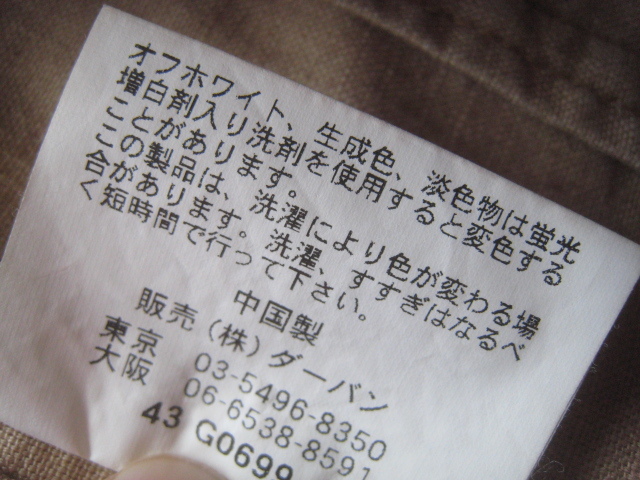 オフホワイト、生成色、淡色物は蛍光
増白剤入り洗剤を使用すると変色する
ことがあります。
この製品は、洗濯により色が変わる場
合があります。洗濯、すすぎはなるべ
く短時間で行って下さい。
中国製
販売 (株) ダーバン
東京 03-5496-8350
大阪 06-6538-8591
43 G0699